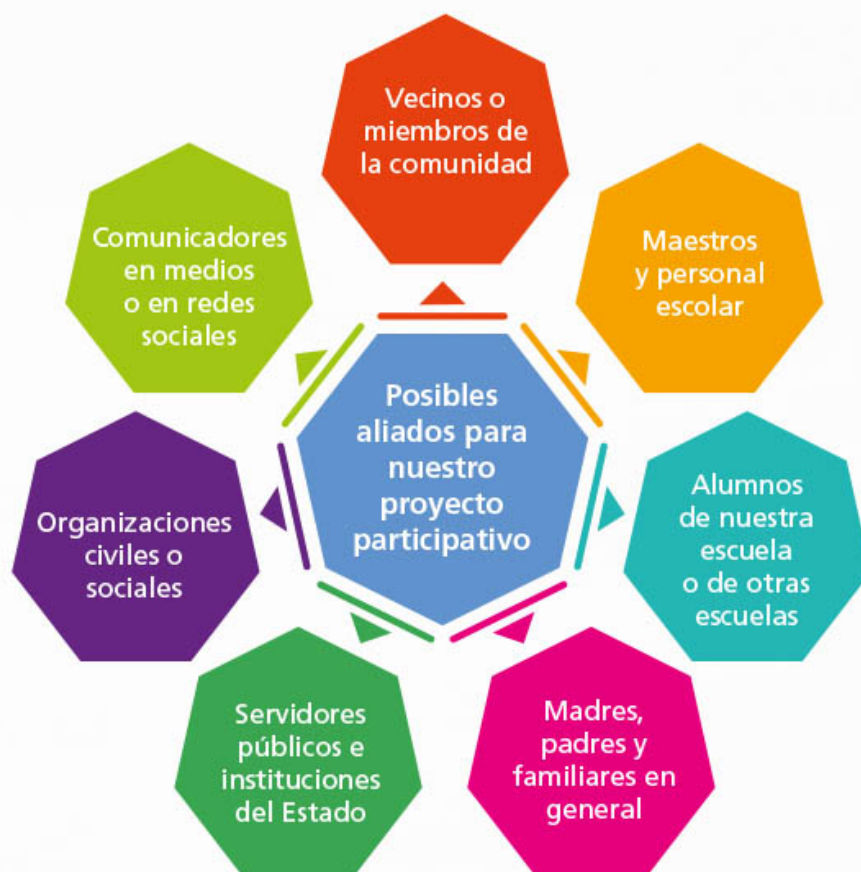 Vecinos o
miembros de
la comunidad
Maestros
y personal
escolar
Alumnos
de nuestra
escuela
o de otras
escuelas
Madres,
padres y
familiares en
general
Servidores
públicos e
instituciones
del Estado
Organizaciones
civiles o
sociales
Comunicadores
en medios
o en redes
sociales
Posibles
aliados para
nuestro
proyecto
participativo